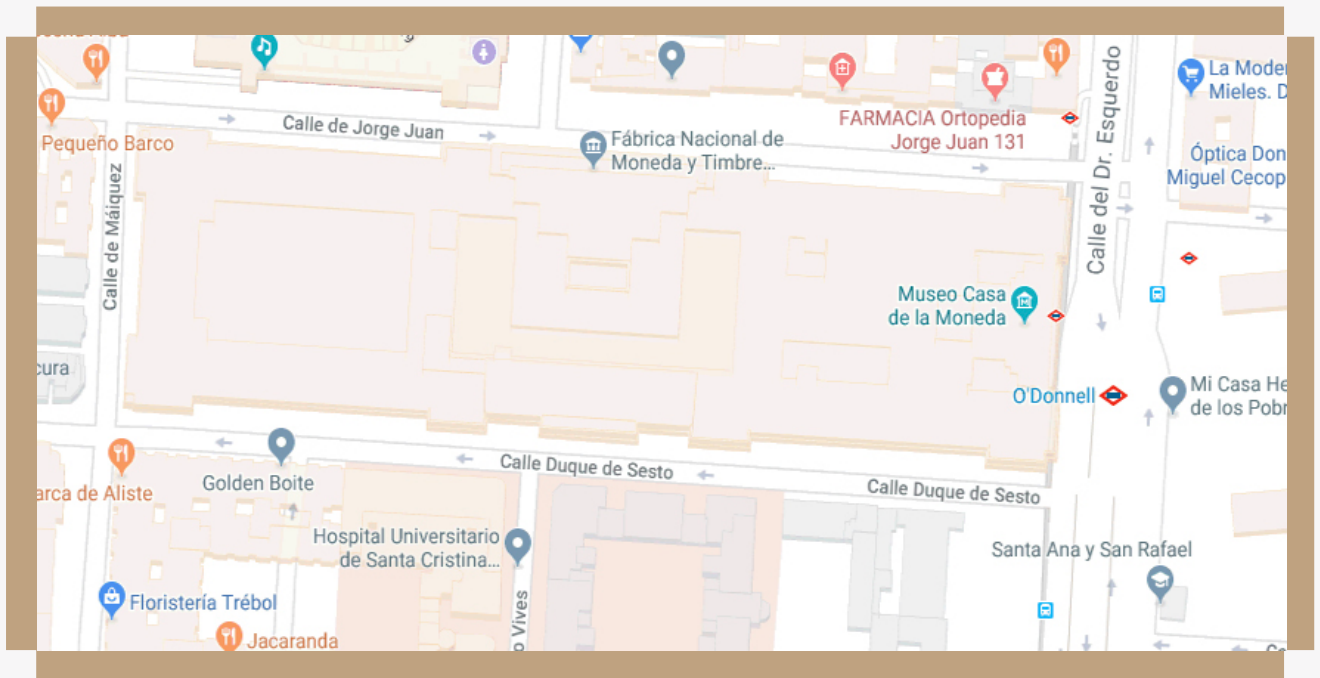 Calle de Jorge Juan
Fábrica Nacional de
Moneda y Timbre...
FARMACIA Ortopedia
Jorge Juan 131
Calle del Dr. Esquerdo
La Moder
Mieles. D
Óptica Don
Miguel Cecop
Pequeño Barco
Calle de Máiquez
Museo Casa
de la Moneda
O'Donnell
Mi Casa He
de los Pobr
cura
arca de Aliste
Golden Boite
Calle Duque de Sesto
Calle Duque de Sesto
Hospital Universitario
de Santa Cristina...
Santa Ana y San Rafael
Floristería Trébol
Jacaranda
o Vives